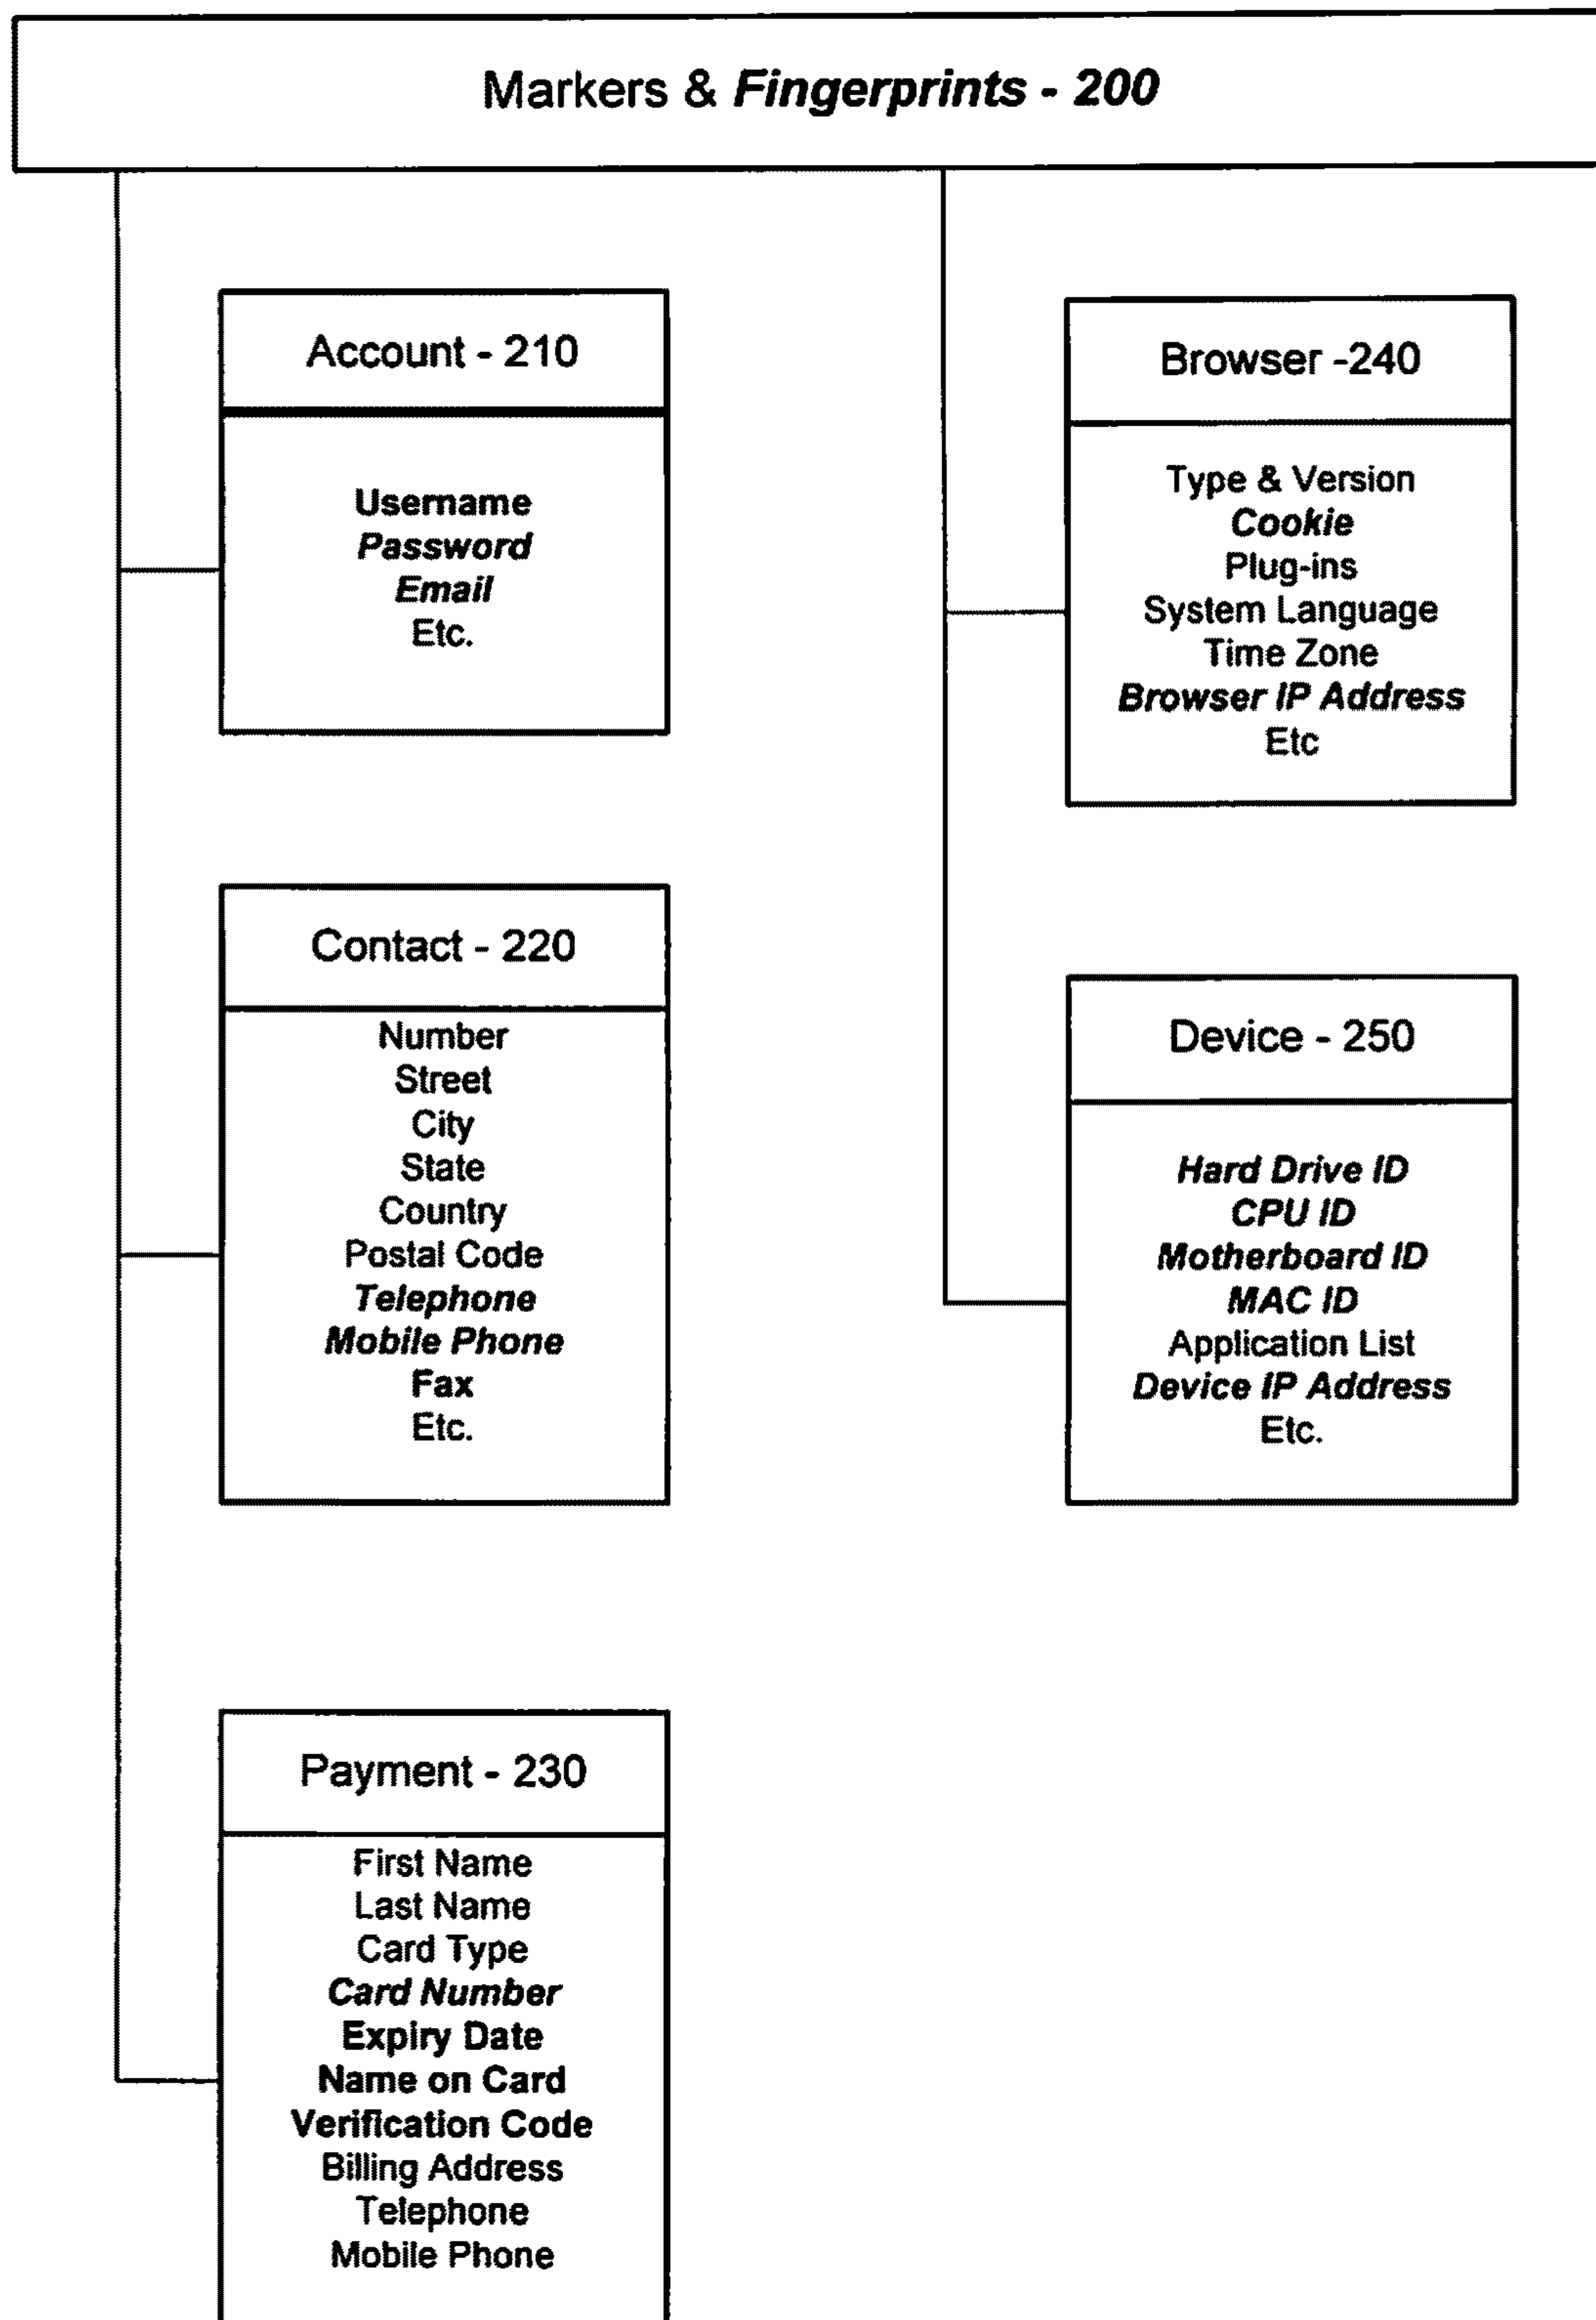 Markers & Fingerprints - 200
Account - 210
Username
Password
Email
Etc.
Contact - 220
Number
Street
City
State
Country
Postal Code
Telephone
Mobile Phone
Fax
Etc.
Payment - 230
First Name
Last Name
Card Type
Card Number
Expiry Date
Name on Card
Verification Code
Billing Address
Telephone
Mobile Phone
Browser -240
Type & Version
Cookie
Plug-ins
System Language
Time Zone
Browser IP Address
Etc
Device - 250
Hard Drive ID
CPU ID
Motherboard ID
MAC ID
Application List
Device IP Address
Etc.